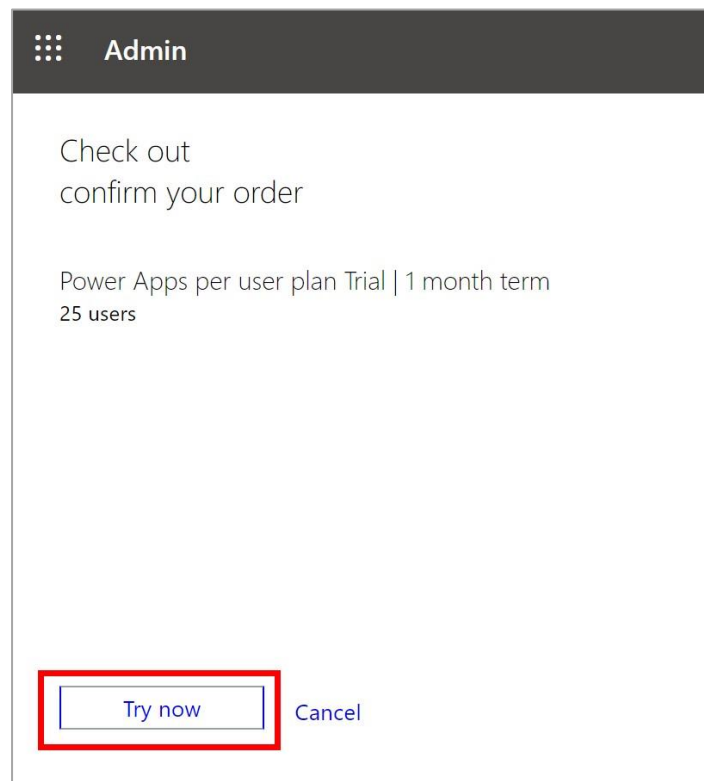 Admin
Check out
confirm your order
Power Apps per user plan Trial | 1 month term
25 users
Try now
Cancel